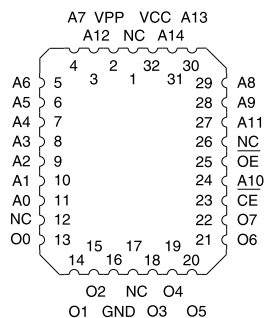 A7 VPP VCC A13
A12 NC A14
4 2 32 30
3 1 31
A6 5 29 A8
A5 6 28 A9
A4 7 27 A11
A3 8 26 NC
A2 9 25 OE
A1 10 24 A10
A0 11 23 CE
NC 12 22 O7
O0 13 21 O6
15 17 19
14 16 18 20
O2 NC O4
O1 GND O3 O5